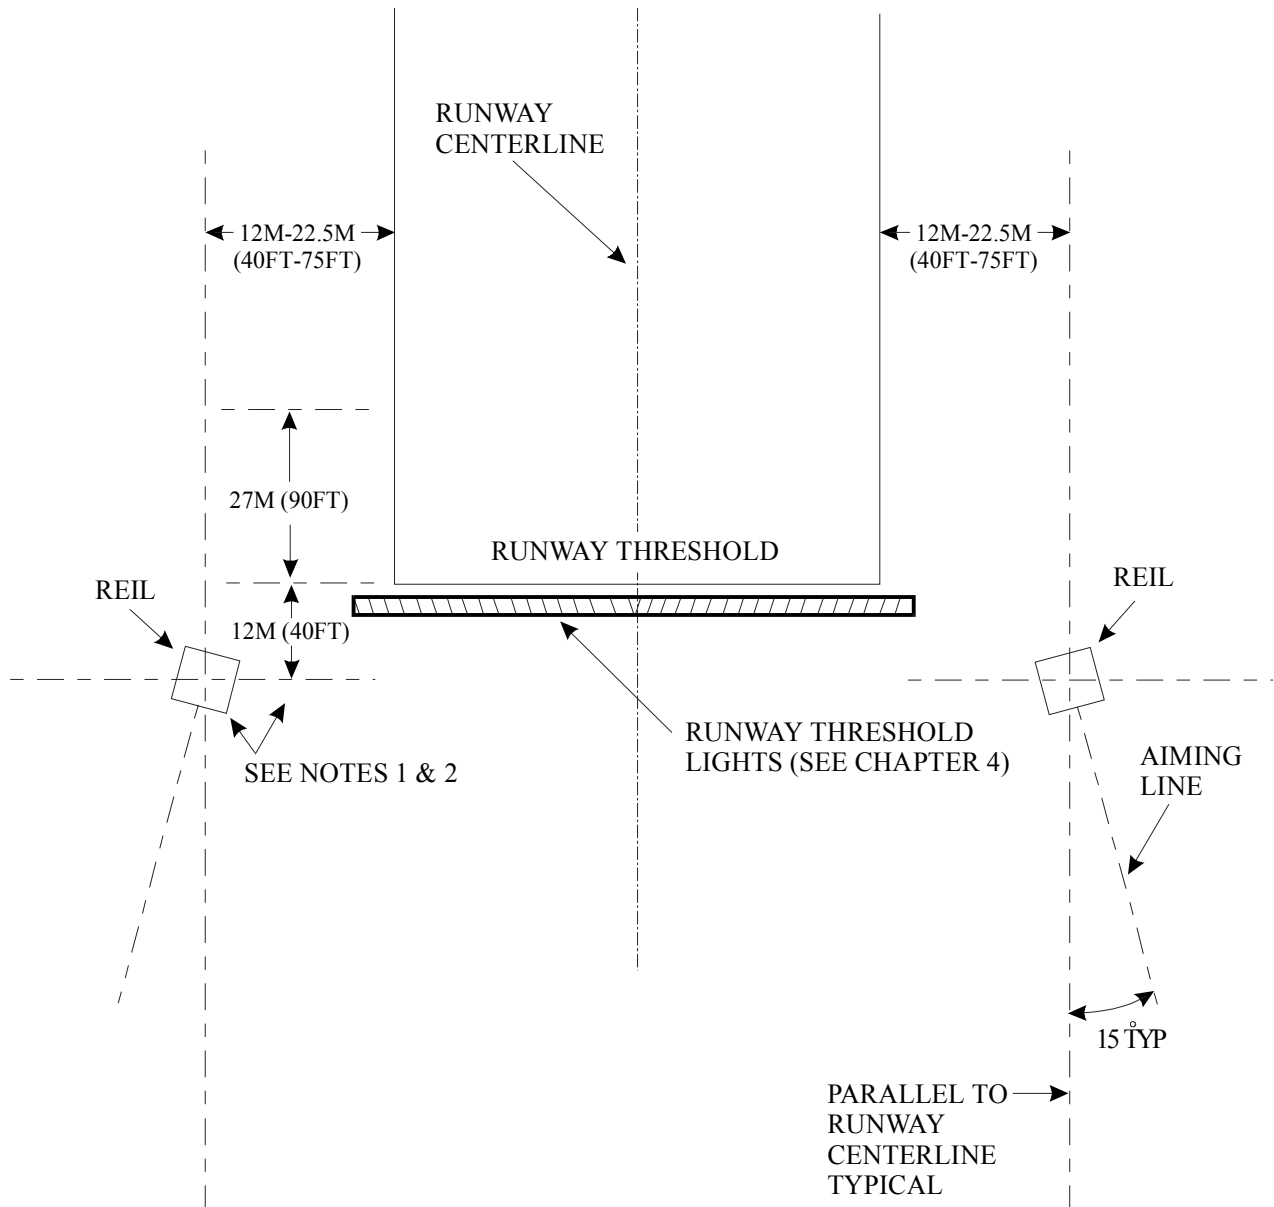 RUNWAY
CENTERLINE
12M-22.5M
(40FT-75FT)
12M-22.5M
(40FT-75FT)
27M (90FT)
RUNWAY THRESHOLD
REIL
REIL
12M (40FT)
RUNWAY THRESHOLD
LIGHTS (SEE CHAPTER 4)
SEE NOTES 1 & 2
AIMING
LINE
15° TYP
PARALLEL TO
RUNWAY
CENTERLINE
TYPICAL